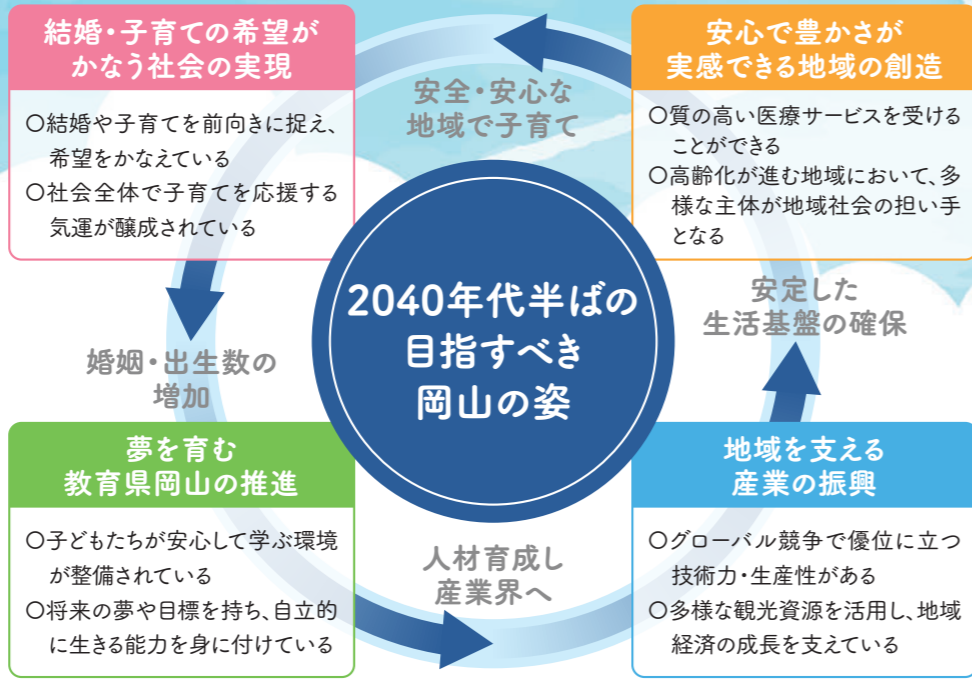 結婚・子育ての希望が
かなう社会の実現
〇結婚や子育てを前向きに捉え、
希望をかなえている
〇社会全体で子育てを応援する
気運が醸成されている
安全・安心な
地域で子育て
安心で豊かさが
実感できる地域の創造
〇質の高い医療サービスを受ける
ことができる
〇高齢化が進む地域において、多
様な主体が地域社会の担い手
となる
2040年代半ばの
目指すべき
岡山の姿
婚姻・出生数の
増加
安定した
生活基盤の確保
夢を育む
教育県岡山の推進
〇子どもたちが安心して学ぶ環境
が整備されている
〇将来の夢や目標を持ち、自立的
に生きる能力を身に付けている
人材育成し
産業界へ
地域を支える
産業の振興
〇グローバル競争で優位に立つ
技術力・生産性がある
〇多様な観光資源を活用し、地域
経済の成長を支えている